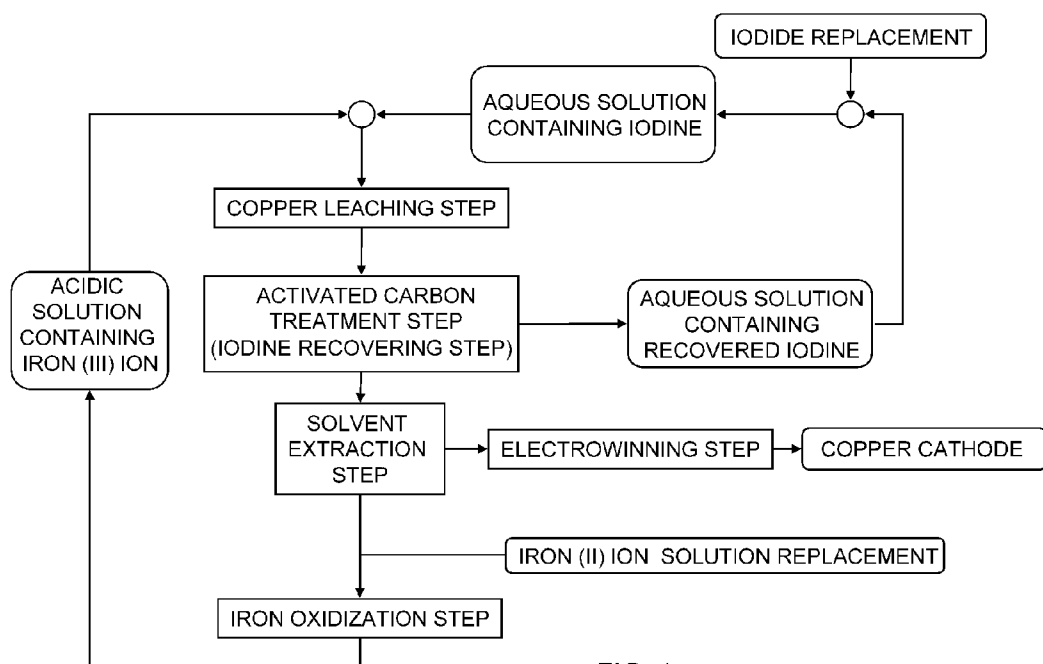 IODIDE REPLACEMENT
AQUEOUS SOLUTION
CONTAINING IODINE
COPPER LEACHING STEP
ACIDIC
SOLUTION
CONTAINING
IRON (III) ION
ACTIVATED CARBON
TREATMENT STEP
(IODINE RECOVERING STEP)
AQUEOUS SOLUTION
CONTAINING
RECOVERED IODINE
SOLVENT
EXTRACTION
STEP
ELECTROWINNING STEP
COPPER CATHODE
IRON (II) ION SOLUTION REPLACEMENT
IRON OXIDIZATION STEP